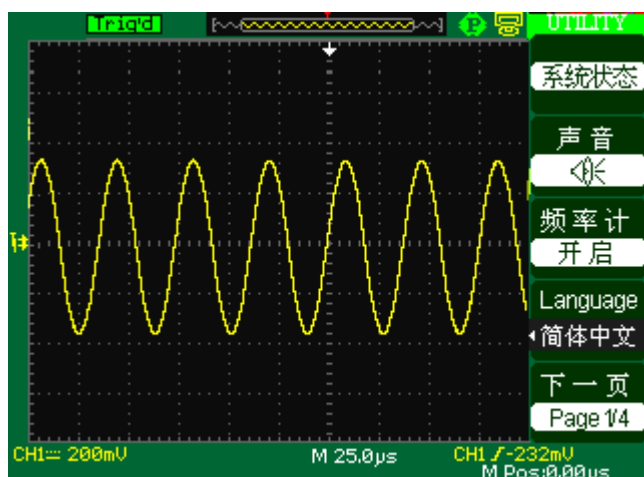 Trig'd UTILITY
系统状态
声音
频率计
开启
Language
简体中文
下一页
Page 1/4
CH1 200mV M 25.0µs CH1 -232mV
M Pos:0.00µs